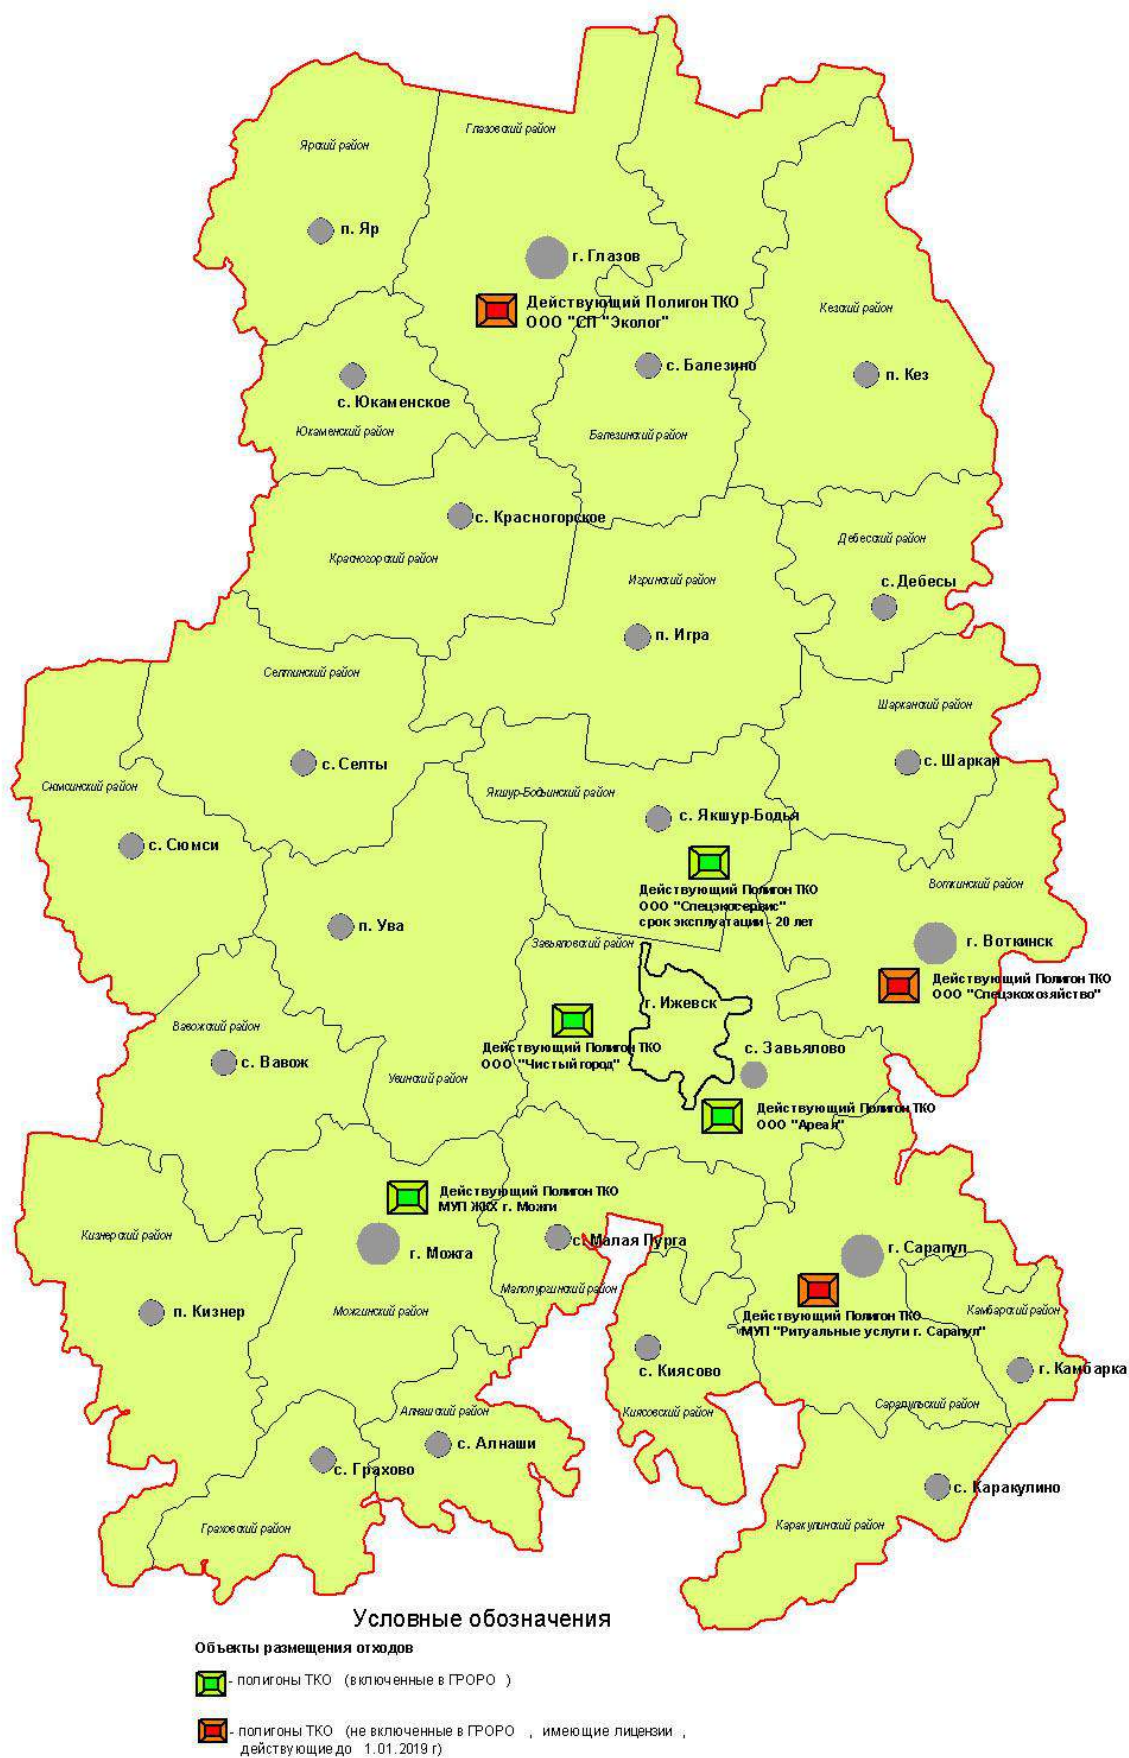 Глазовский район
Ярский район
п. Яр
г. Глазов
Действующий Полигон ТКО
ООО "СП "Эколог"
Кезский район
с. Балезино
п. Кез
с. Юкаменское
Юкаменский район
Балезинский район
с. Красногорское
Дебесский район
Красногорский район
Игринский район
с. Дебесы
п. Игра
Селтинский район
Шарканский район
с. Селты
с. Шаркан
Сюмсинский район
Якшур-Бодьинский район
с. Якшур-Бодья
с. Сюмси
Действующий Полигон ТКО
ООО "Спецэкосервис"
срок эксплуатации - 20 лет
Воткинский район
п. Ува
Завьяловский район
г. Воткинск
Действующий Полигон ТКО
ООО "Спецэкохозяйство"
г. Ижевск
Вавожский район
с. Вавож
Действующий Полигон ТКО
ООО "Чистый город"
с. Завьялово
Увинский район
Действующий Полигон ТКО
ООО "Ареал"
Действующий Полигон ТКО
МУП ЖКХ г. Можги
Кизнерский район
г. Можга
с. Малая Пурга
г. Сарапул
Малопургинский район
п. Кизнер
Можгинский район
Действующий Полигон ТКО
МУП "Ритуальные услуги г. Сарапул"
Камбарский район
с. Киясово
г. Камбарка
Алнашский район
Киясовский район
Сарапульский район
с. Алнаши
с. Грахово
с. Каракулино
Граховский район
Каракулинский район
Условные обозначения
Объекты размещения отходов
- полигоны ТКО (включенные в ГРОРО )
- полигоны ТКО (не включенные в ГРОРО , имеющие лицензии ,
действующие до 1.01.2019 г)